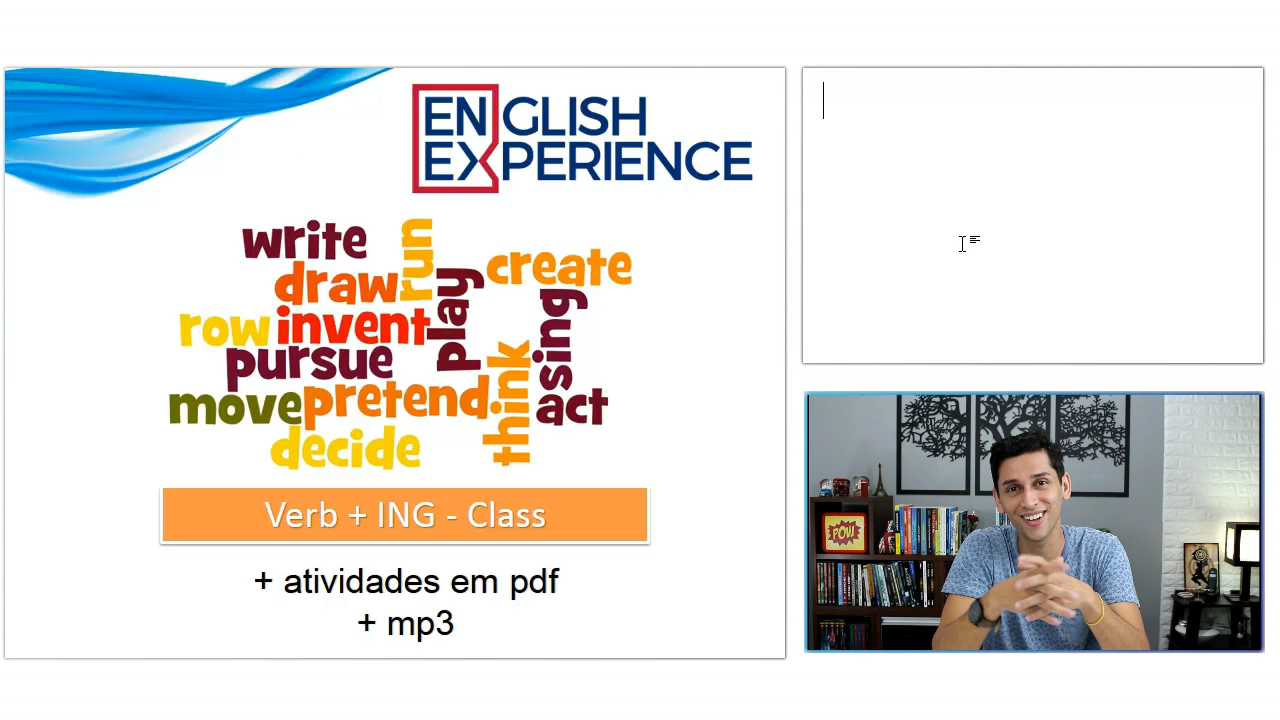 ENGLISH
EXPERIENCE
write
run
draw
create
play
row
invent
sing
pursue
think
move
pretend
act
decide
Verb + ING - Class
+ atividades em pdf
+ mp3
POW!